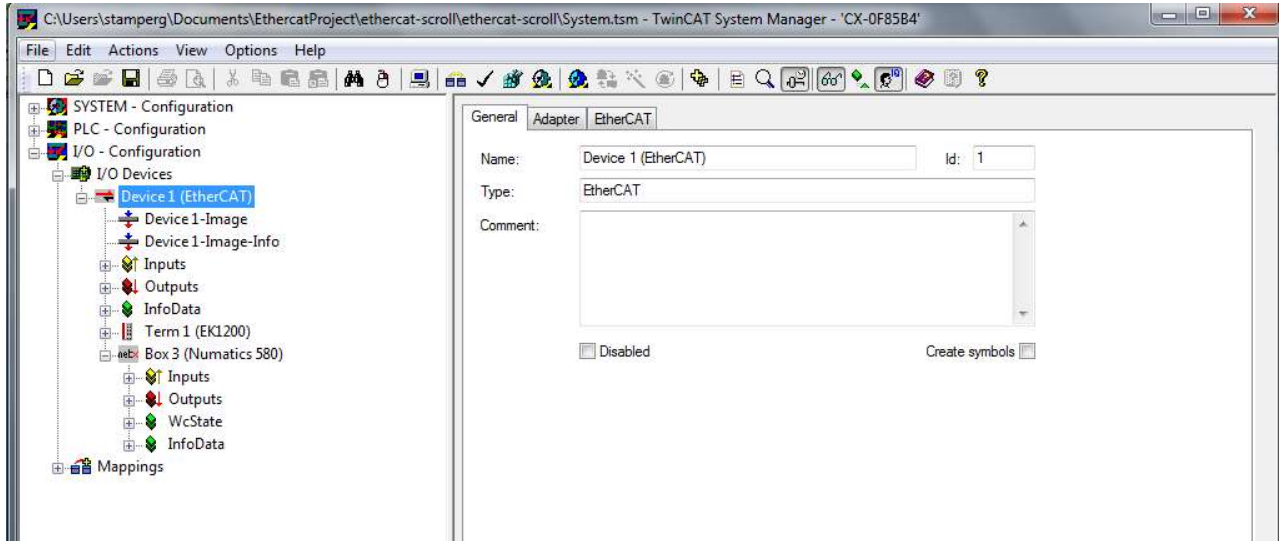 C:\Users\stamperg\Documents\EthercatProject\ethercat-scroll\ethercat-scroll\System.tsm - TwinCAT System Manager - 'CX-0F85B4'
File Edit Actions View Options Help
SYSTEM - Configuration
PLC - Configuration
I/O - Configuration
I/O Devices
Device 1 (EtherCAT)
Device 1-Image
Device 1-Image-Info
Inputs
Outputs
InfoData
Term 1 (EK1200)
Box 3 (Numatics 580)
Inputs
Outputs
WcState
InfoData
Mappings
General Adapter EtherCAT
Name: Device 1 (EtherCAT) Id: 1
Type: EtherCAT
Comment:
Disabled Create symbols